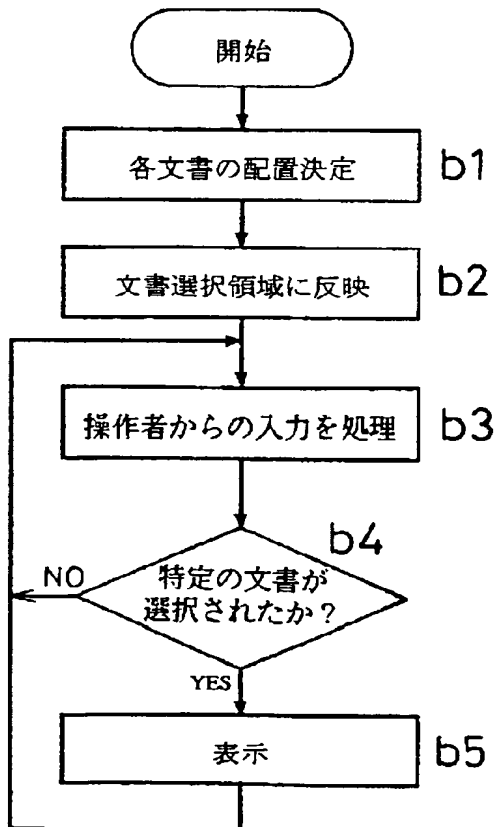 開始
各文書の配置決定
b1
文書選択領域に反映
b2
操作者からの入力を処理
b3
b4
特定の文書が
選択されたか?
NO
YES
表示
b5